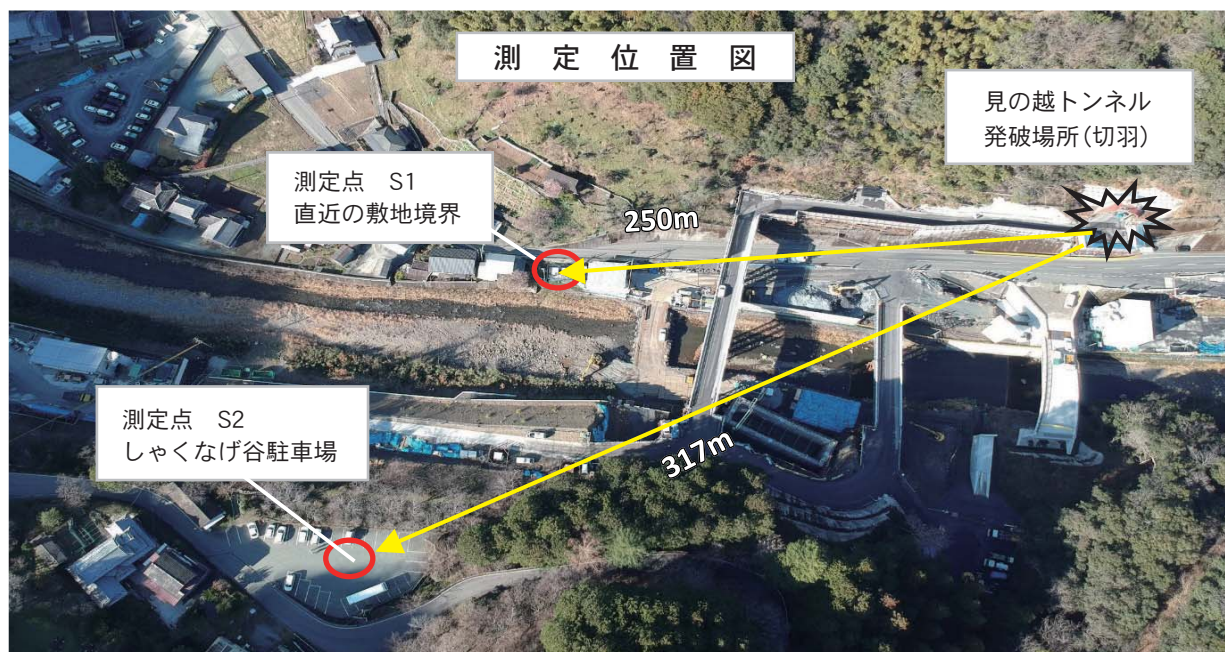 測定位置図
見の越トンネル
発破場所(切羽)
測定点　S1
直近の敷地境界
250m
測定点　S2
しゃくなげ谷駐車場
317m